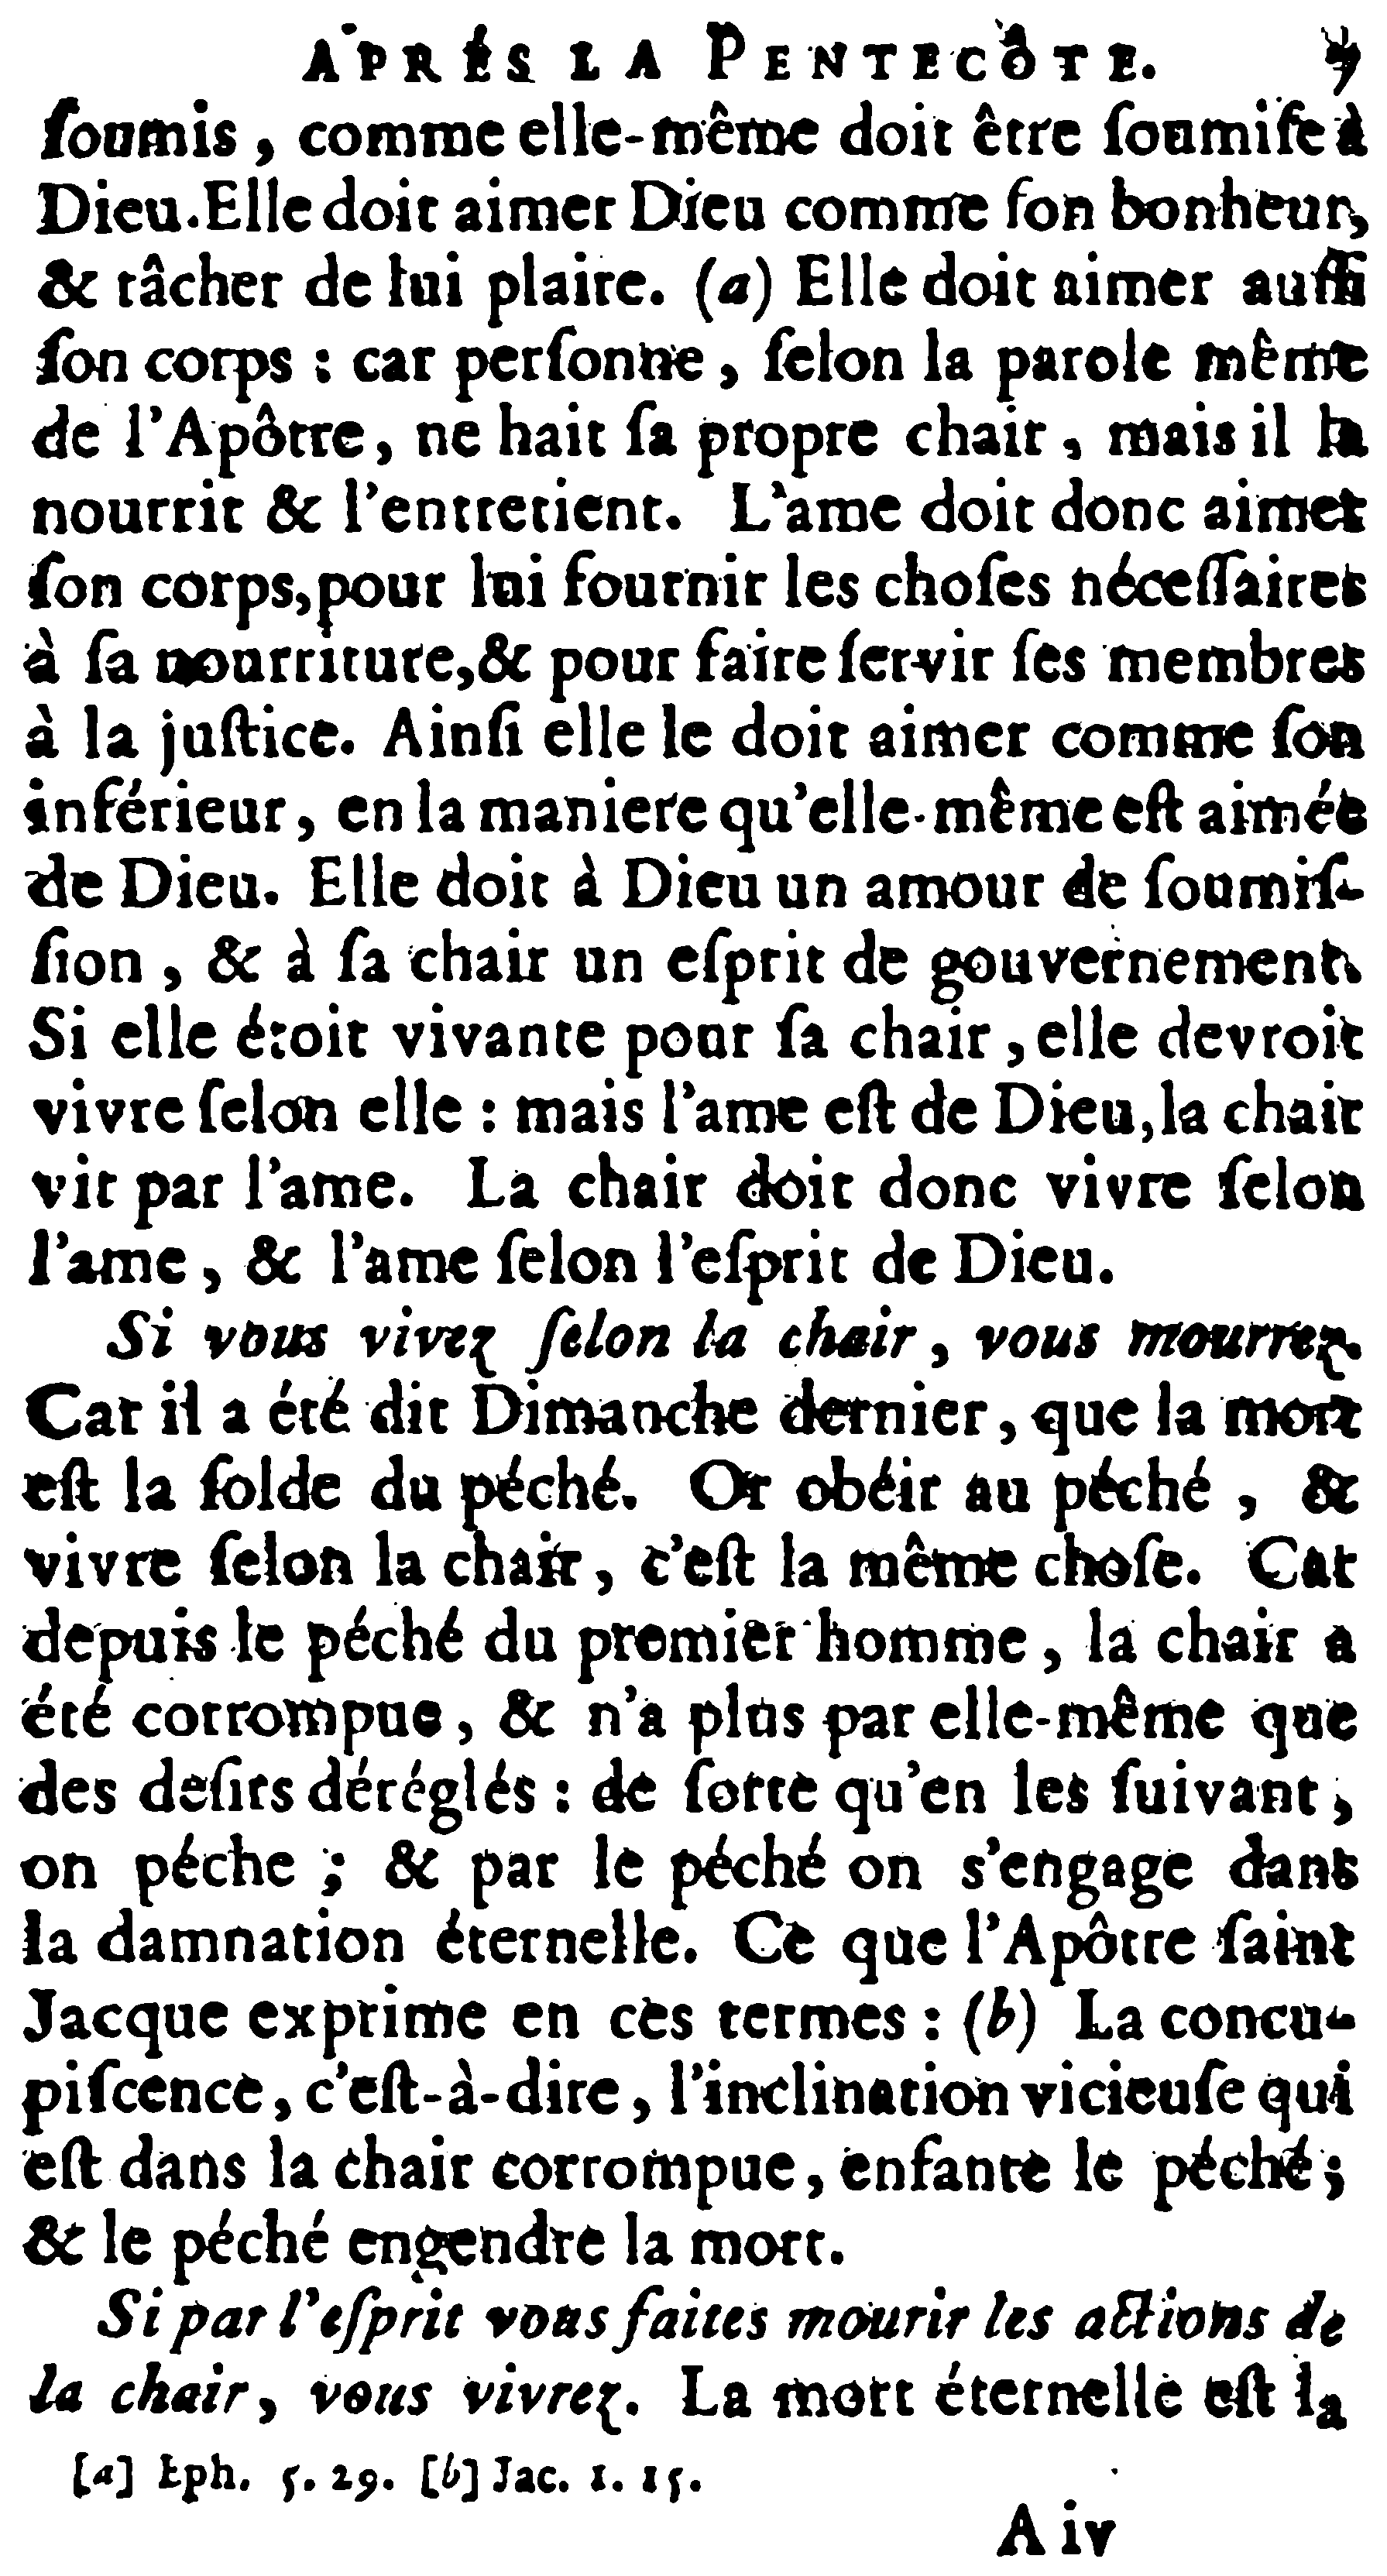 APRÉS LA PENTECÔTE. 7
ſoumis, comme elle-même doit être ſoumiſe à
Dieu. Elle doit aimer Dieu comme ſon bonheur,
& tâcher de lui plaire. (a) Elle doit aimer auſſi
ſon corps : car perſonne, ſelon la parole même
de l'Apôtre, ne hait ſa propre chair, mais il la
nourrit & l'entretient. L'ame doit donc aimer
ſon corps, pour lui fournir les choſes néceſſaires
à ſa nourriture, & pour faire ſervir ſes membres
à la juſtice. Ainſi elle le doit aimer comme ſon
inférieur, en la maniere qu'elle-même eſt aimée
de Dieu. Elle doit à Dieu un amour de ſoumiſ-
ſion, & à ſa chair un eſprit de gouvernement.
Si elle étoit vivante pour ſa chair, elle devroit
vivre ſelon elle : mais l'ame eſt de Dieu, la chair
vit par l'ame. La chair doit donc vivre ſelon
l'ame, & l'ame ſelon l'eſprit de Dieu.
Si vous vivez ſelon la chair, vous mourrez.
Car il a été dit Dimanche dernier, que la mort
eſt la ſolde du péché. Or obéir au péché, &
vivre ſelon la chair, c'eſt la même choſe. Car
depuis le péché du premier homme, la chair a
été corrompue, & n'a plus par elle-même que
des deſirs déréglés : de ſorte qu'en les ſuivant,
on péche ; & par le péché on s'engage dans
la damnation éternelle. Ce que l'Apôtre ſaint
Jacque exprime en ces termes : (b) La concu-
piſcence, c'eſt-à-dire, l'inclination vicieuſe qui
eſt dans la chair corrompue, enfante le péché ;
& le péché engendre la mort.
Si par l'eſprit vous faites mourir les actions de
la chair, vous vivrez. La mort éternelle eſt la
[a] Eph. 5. 29. [b] Jac. 1. 15.
A iv